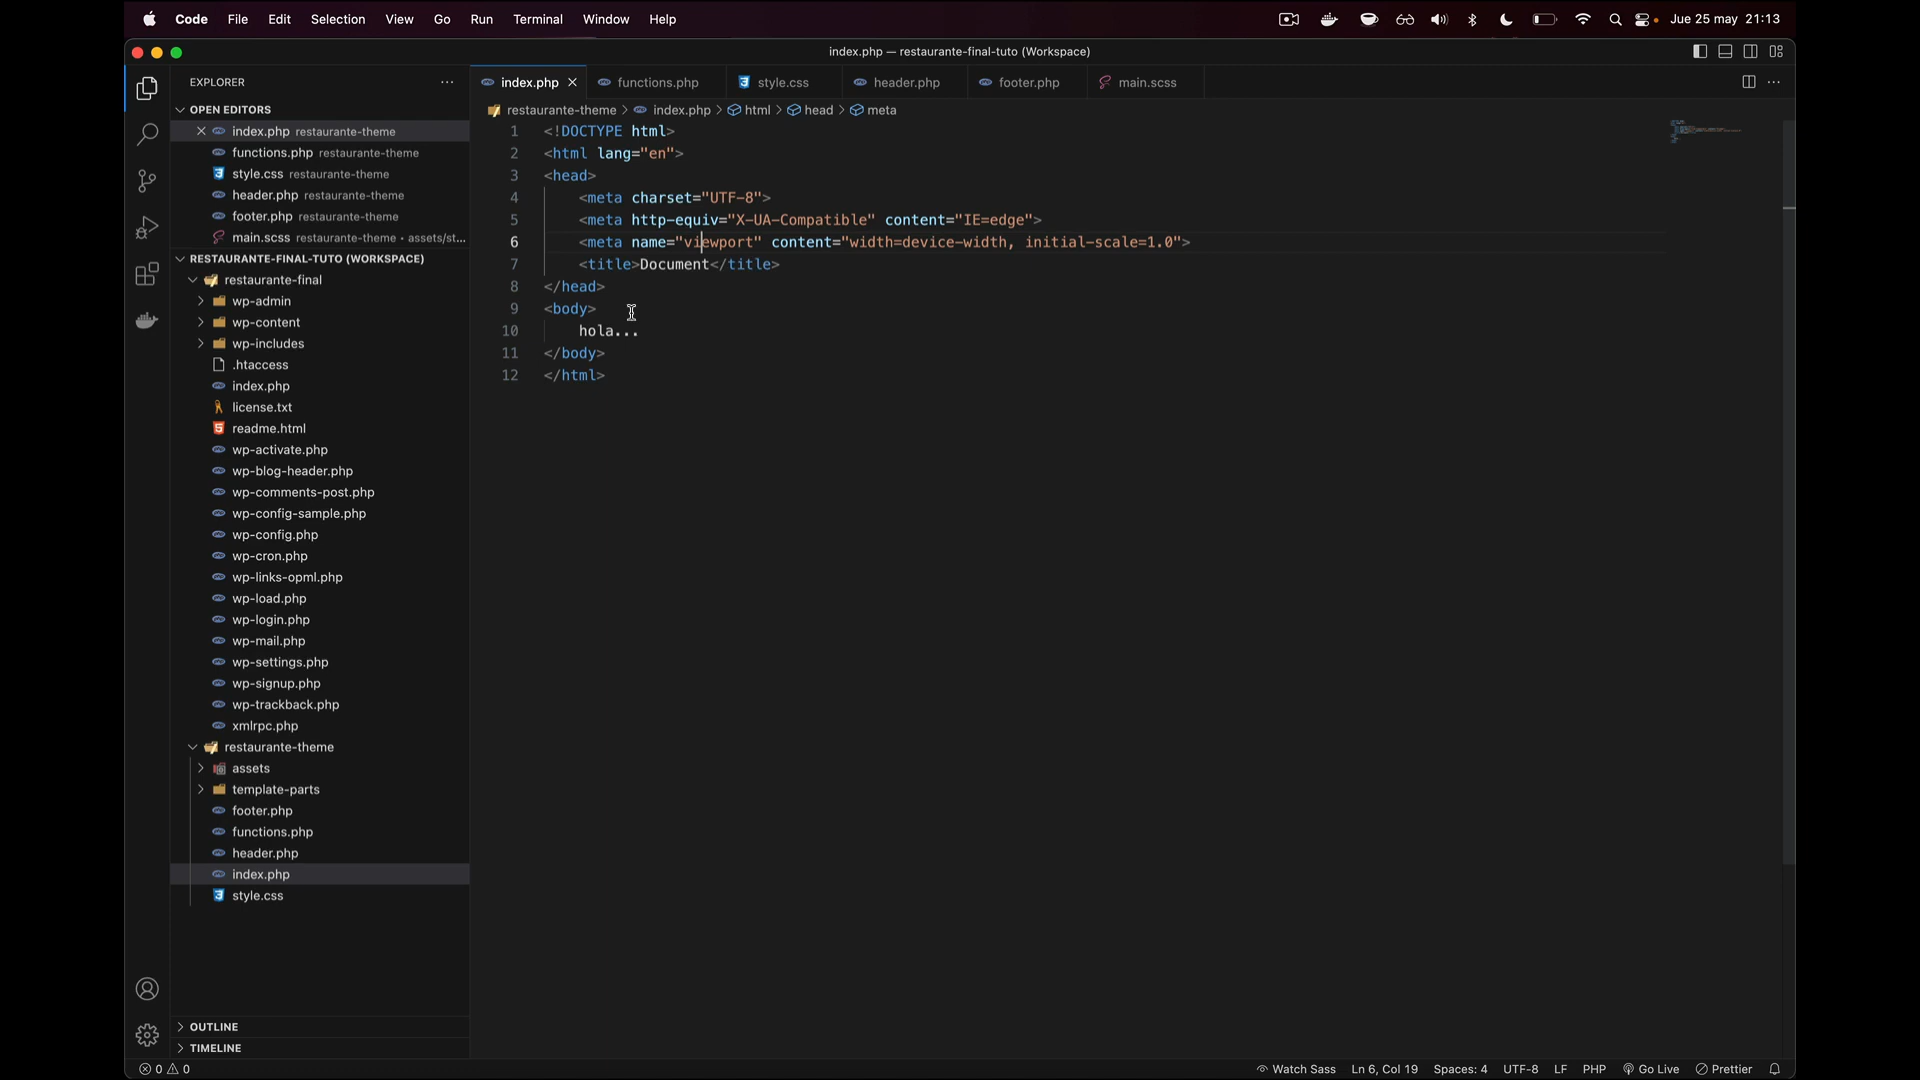 Code File Edit Selection View Go Run Terminal Window Help Jue 25 may 21:13
index.php — restaurante-final-tuto (Workspace)
EXPLORER
OPEN EDITORS
index.php restaurante-theme
functions.php restaurante-theme
style.css restaurante-theme
header.php restaurante-theme
footer.php restaurante-theme
main.scss restaurante-theme • assets/st...
RESTAURANTE-FINAL-TUTO (WORKSPACE)
restaurante-final
wp-admin
wp-content
wp-includes
.htaccess
index.php
license.txt
readme.html
wp-activate.php
wp-blog-header.php
wp-comments-post.php
wp-config-sample.php
wp-config.php
wp-cron.php
wp-links-opml.php
wp-load.php
wp-login.php
wp-mail.php
wp-settings.php
wp-signup.php
wp-trackback.php
xmlrpc.php
restaurante-theme
assets
template-parts
footer.php
functions.php
header.php
index.php
style.css
OUTLINE
TIMELINE
index.php functions.php style.css header.php footer.php main.scss
restaurante-theme > index.php > html > head > meta
1 <!DOCTYPE html>
2 <html lang="en">
3 <head>
4 <meta charset="UTF-8">
5 <meta http-equiv="X-UA-Compatible" content="IE=edge">
6 <meta name="viewport" content="width=device-width, initial-scale=1.0">
7 <title>Document</title>
8 </head>
9 <body>
10 hola...
11 </body>
12 </html>
0 0 Watch Sass Ln 6, Col 19 Spaces: 4 UTF-8 LF PHP Go Live Prettier